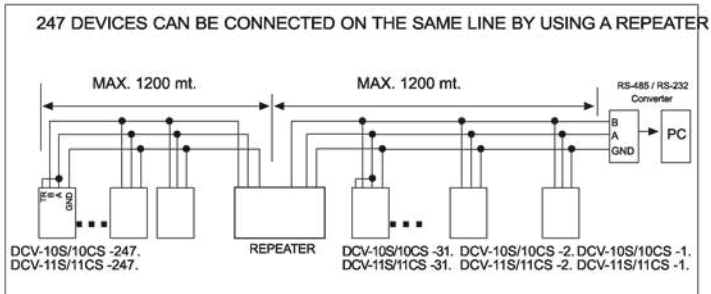 247 DEVICES CAN BE CONNECTED ON THE SAME LINE BY USING A REPEATER
MAX. 1200 mt.
MAX. 1200 mt.
RS-485 / RS-232
Converter
B
A
GND
PC
TR
B
A
GND
REPEATER
DCV-10S/10CS -247.
DCV-11S/11CS -247.
DCV-10S/10CS -31.
DCV-11S/11CS -31.
DCV-10S/10CS -2.
DCV-11S/11CS -2.
DCV-10S/10CS -1.
DCV-11S/11CS -1.